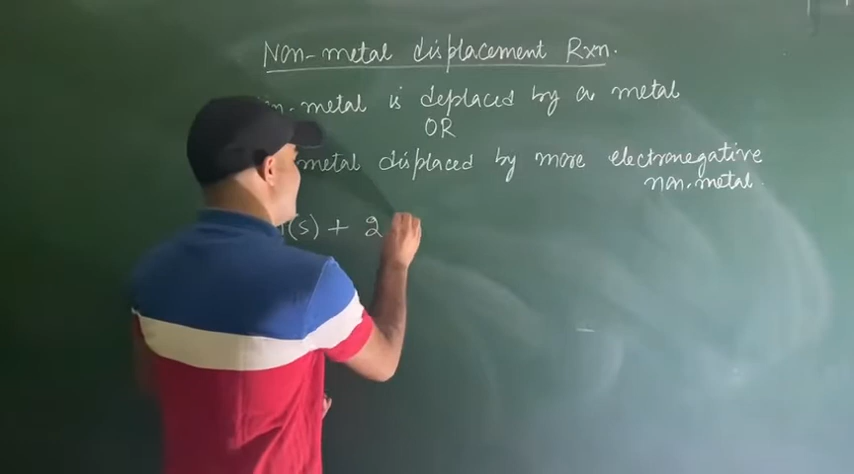 Non-metal displacement Rxn.
metal is deplaced by a metal
OR
metal displaced by more electronegative
non-metal.
(s) + 2